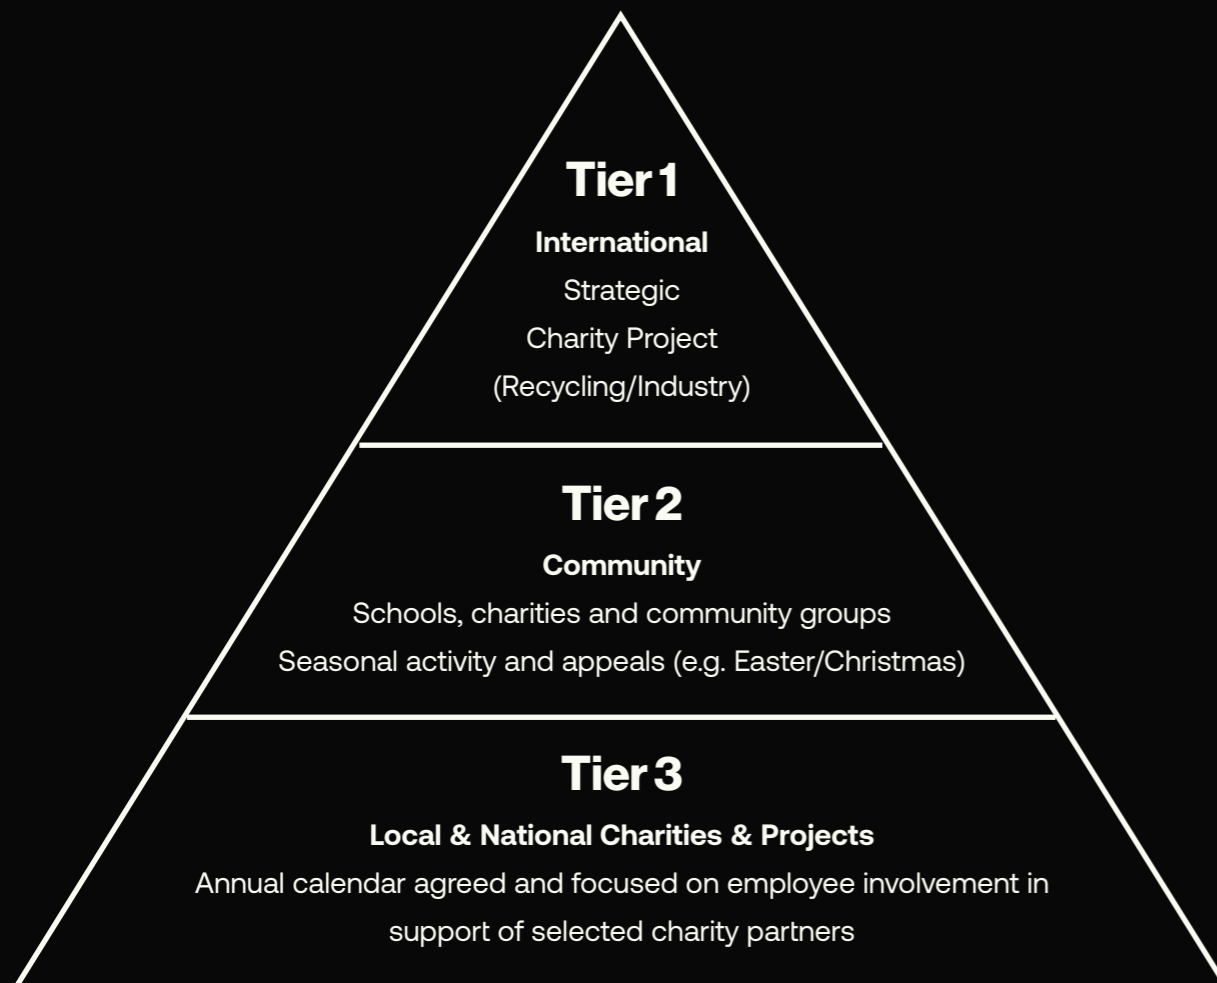 Tier 1
International
Strategic
Charity Project
(Recycling/Industry)
Tier 2
Community
Schools, charities and community groups
Seasonal activity and appeals (e.g. Easter/Christmas)
Tier 3
Local & National Charities & Projects
Annual calendar agreed and focused on employee involvement in
support of selected charity partners